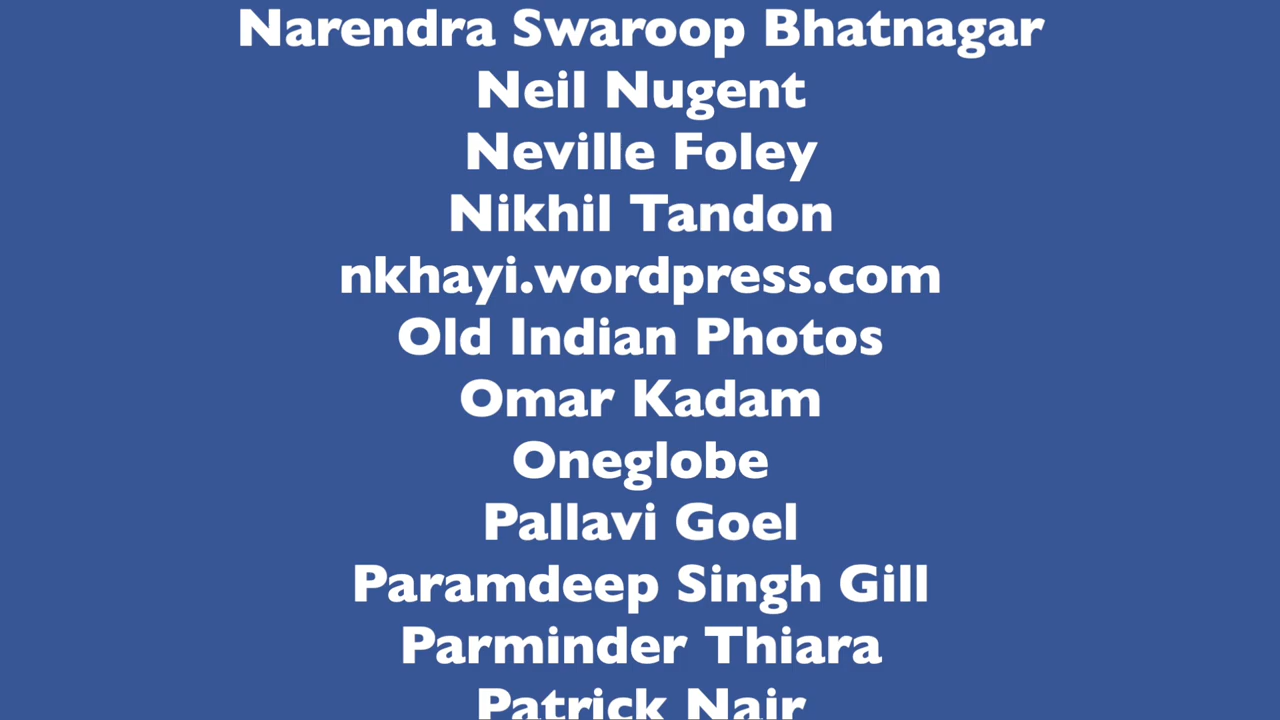 Narendra Swaroop Bhatnagar
Neil Nugent
Neville Foley
Nikhil Tandon
nkhayi.wordpress.com
Old Indian Photos
Omar Kadam
Oneglobe
Pallavi Goel
Paramdeep Singh Gill
Parminder Thiara
Patrick Nair